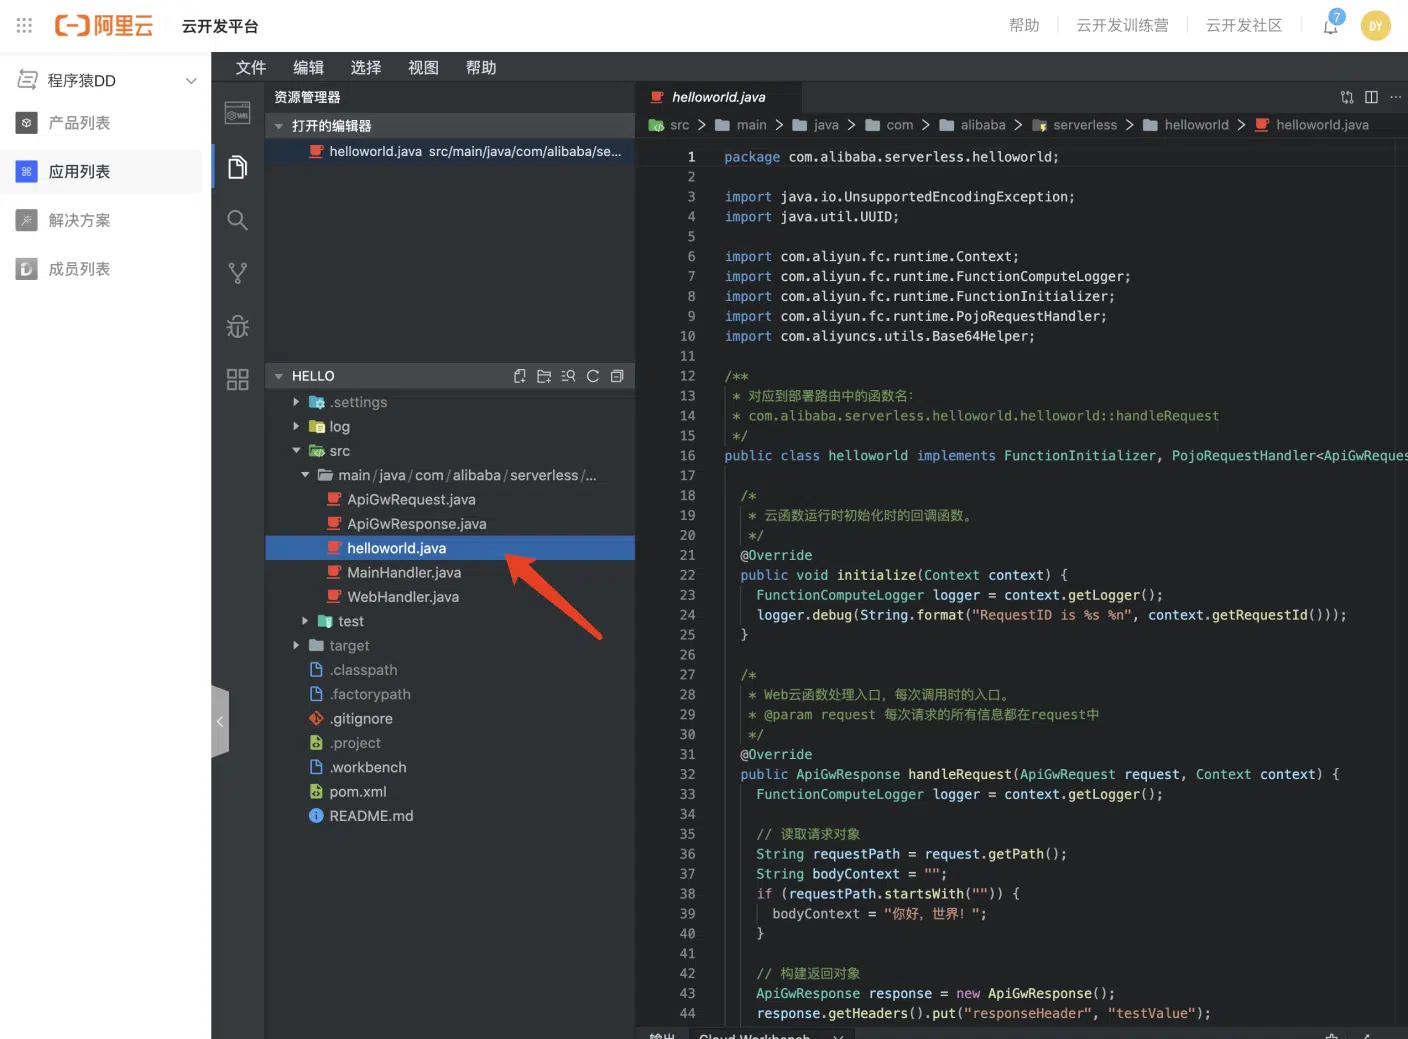 阿里云 云开发平台 帮助 云开发训练营 云开发社区 7 DY
程序猿DD
产品列表
应用列表
解决方案
成员列表
文件 编辑 选择 视图 帮助
资源管理器
打开的编辑器
helloworld.java src/main/java/com/alibaba/se...
HELLO
.settings
log
src
main/java/com/alibaba/serverless/...
ApiGwRequest.java
ApiGwResponse.java
helloworld.java
MainHandler.java
WebHandler.java
test
target
.classpath
.factorypath
.gitignore
.project
.workbench
pom.xml
README.md
helloworld.java
src > main > java > com > alibaba > serverless > helloworld > helloworld.java
1 package com.alibaba.serverless.helloworld;
2
3 import java.io.UnsupportedEncodingException;
4 import java.util.UUID;
5
6 import com.aliyun.fc.runtime.Context;
7 import com.aliyun.fc.runtime.FunctionComputeLogger;
8 import com.aliyun.fc.runtime.FunctionInitializer;
9 import com.aliyun.fc.runtime.PojoRequestHandler;
10 import com.aliyuncs.utils.Base64Helper;
11
12 /**
13 * 对应到部署路由中的函数名：
14 * com.alibaba.serverless.helloworld.helloworld::handleRequest
15 */
16 public class helloworld implements FunctionInitializer, PojoRequestHandler<ApiGwReques
17
18 /*
19 * 云函数运行时初始化时的回调函数。
20 */
21 @Override
22 public void initialize(Context context) {
23 FunctionComputeLogger logger = context.getLogger();
24 logger.debug(String.format("RequestID is %s %n", context.getRequestId()));
25 }
26
27 /*
28 * Web云函数处理入口，每次调用时的入口。
29 * @param request 每次请求的所有信息都在request中
30 */
31 @Override
32 public ApiGwResponse handleRequest(ApiGwRequest request, Context context) {
33 FunctionComputeLogger logger = context.getLogger();
34
35 // 读取请求对象
36 String requestPath = request.getPath();
37 String bodyContext = "";
38 if (requestPath.startsWith("")) {
39 bodyContext = "你好，世界！";
40 }
41
42 // 构建返回对象
43 ApiGwResponse response = new ApiGwResponse();
44 response.getHeaders().put("responseHeader", "testValue");
输出 Cloud Workbench